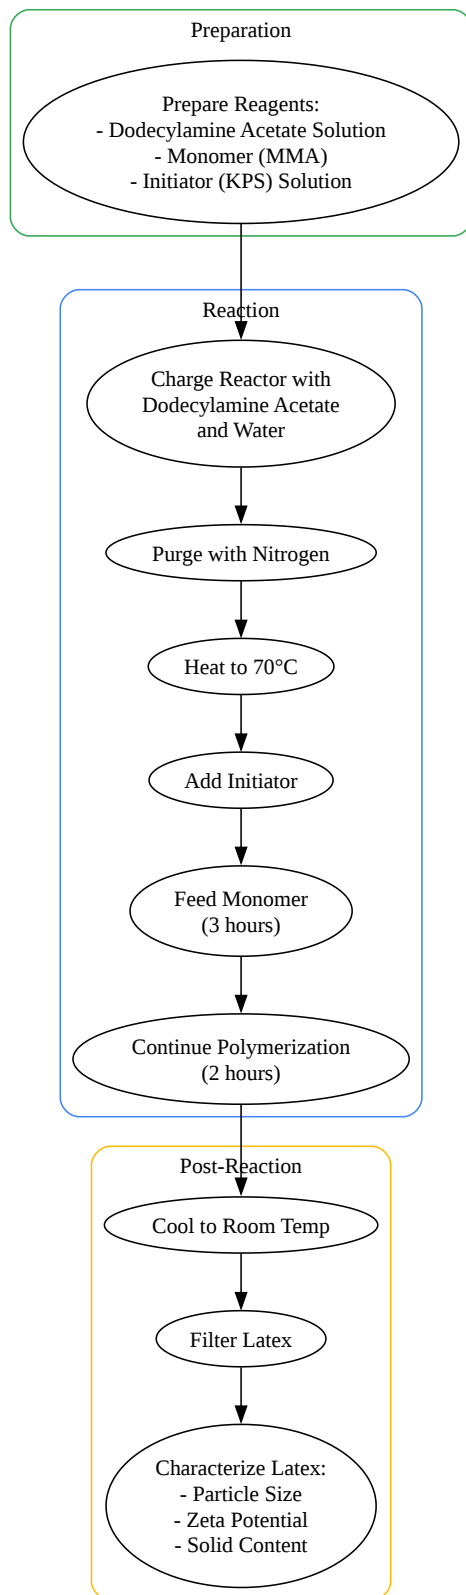 Preparation
Prepare Reagents:
- Dodecylamine Acetate Solution
- Monomer (MMA)
- Initiator (KPS) Solution
Reaction
Charge Reactor with
Dodecylamine Acetate
and Water
Purge with Nitrogen
Heat to 70°C
Add Initiator
Feed Monomer
(3 hours)
Continue Polymerization
(2 hours)
Post-Reaction
Cool to Room Temp
Filter Latex
Characterize Latex:
- Particle Size
- Zeta Potential
- Solid Content